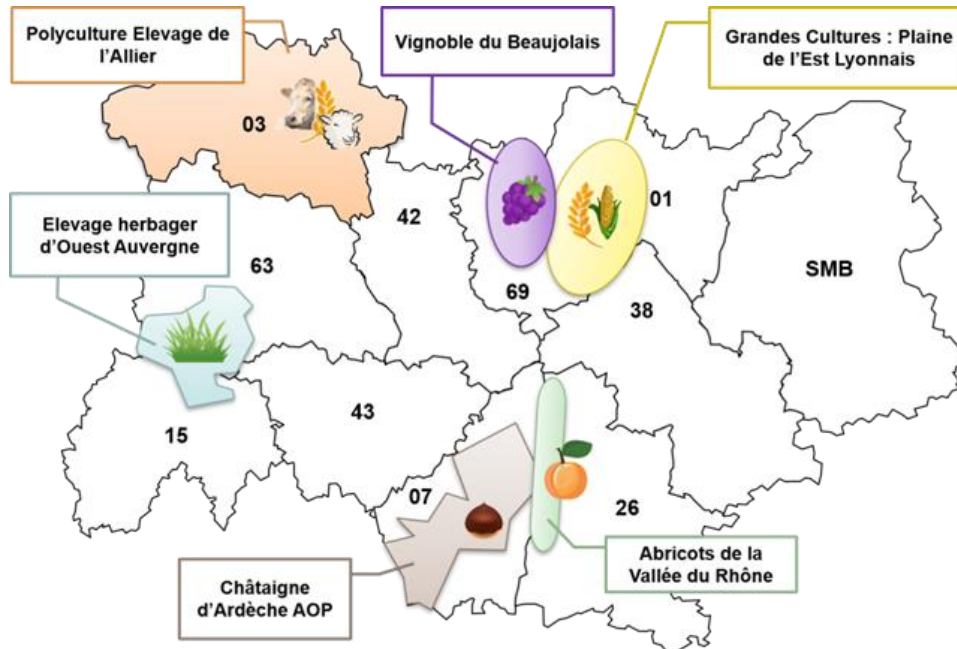 Polyculture Elevage de
l'Allier
Vignoble du Beaujolais
Grandes Cultures : Plaine
de l'Est Lyonnais
03
01
42
Elevage herbager
d'Ouest Auvergne
63
69
38
SMB
43
15
07
26
Abricots de la
Vallée du Rhône
Châtaigne
d'Ardèche AOP